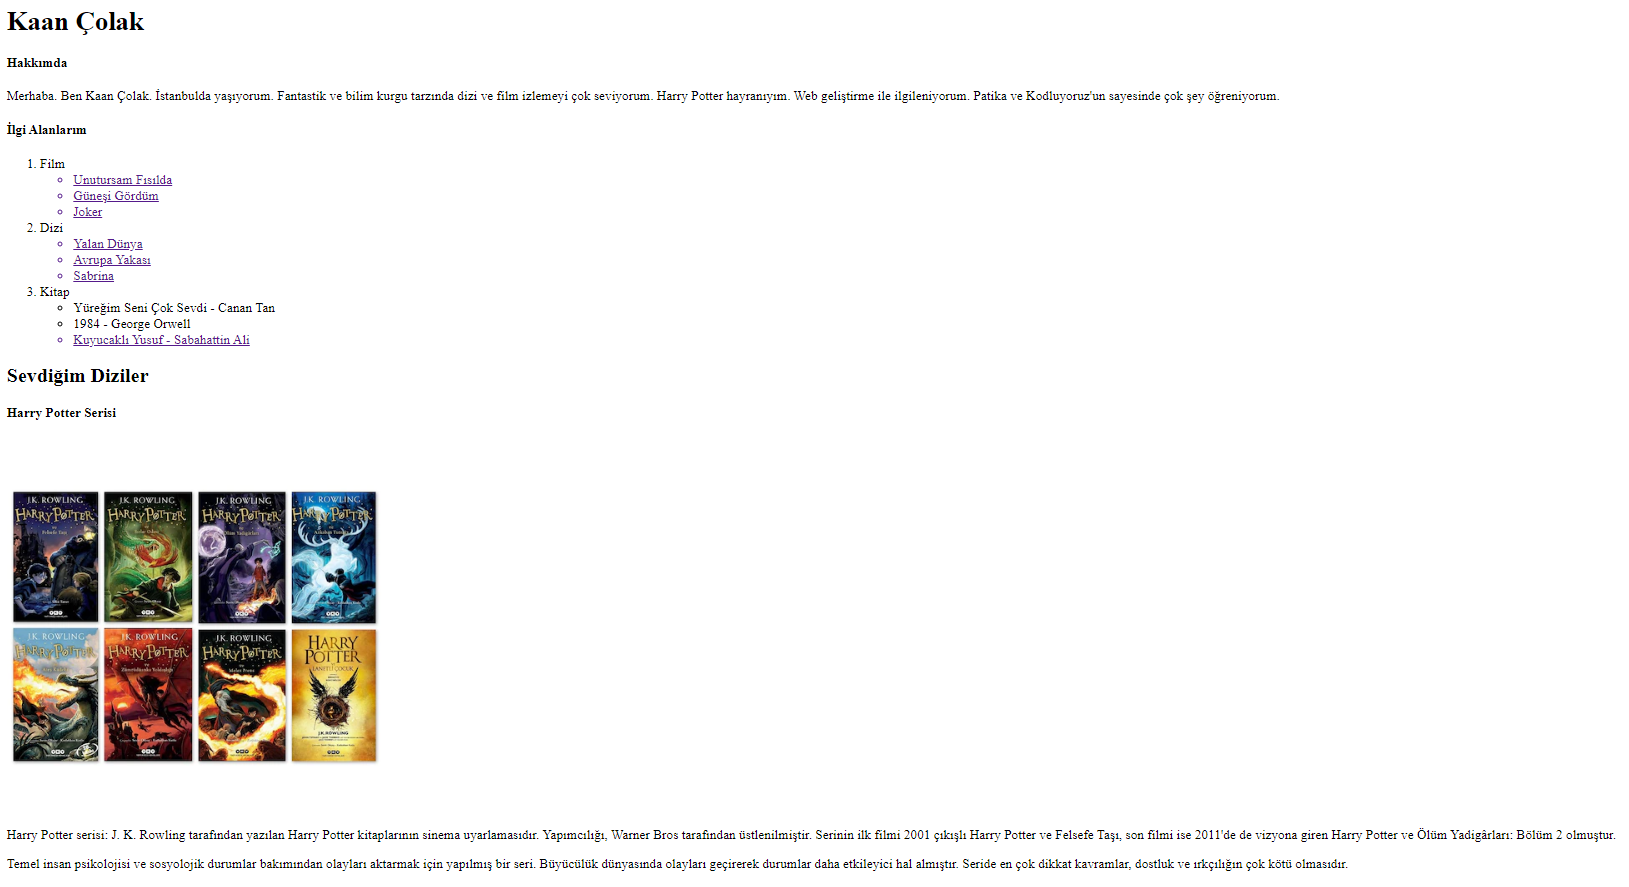 Kaan Çolak
Hakkımda
Merhaba. Ben Kaan Çolak. İstanbulda yaşıyorum. Fantastik ve bilim kurgu tarzında dizi ve film izlemeyi çok seviyorum. Harry Potter hayranıyım. Web geliştirme ile ilgileniyorum. Patika ve Kodluyoruz'un sayesinde çok şey öğreniyorum.
İlgi Alanlarım
1. Film
Unutursam Fısılda
Güneşi Gördüm
Joker
2. Dizi
Yalan Dünya
Avrupa Yakası
Sabrina
3. Kitap
Yüreğim Seni Çok Sevdi - Canan Tan
1984 - George Orwell
Kuyucaklı Yusuf - Sabahattin Ali
Sevdiğim Diziler
Harry Potter Serisi
J.K. ROWLING J.K. ROWLING J.K. ROWLING J.K. ROWLING
HARRY POTTER HARRY POTTER HARRY POTTER HARRY POTTER
J.K. ROWLING J.K. ROWLING J.K. ROWLING HARRY
HARRY POTTER HARRY POTTER HARRY POTTER POTTER
J.K. ROWLING
Harry Potter serisi: J. K. Rowling tarafından yazılan Harry Potter kitaplarının sinema uyarlamasıdır. Yapımcılığı, Warner Bros tarafından üstlenilmiştir. Serinin ilk filmi 2001 çıkışlı Harry Potter ve Felsefe Taşı, son filmi ise 2011'de de vizyona giren Harry Potter ve Ölüm Yadigârları: Bölüm 2 olmuştur.
Temel insan psikolojisi ve sosyolojik durumlar bakımından olayları aktarmak için yapılmış bir seri. Büyücülük dünyasında olayları geçirerek durumlar daha etkileyici hal almıştır. Seride en çok dikkat kavramlar, dostluk ve ırkçılığın çok kötü olmasıdır.